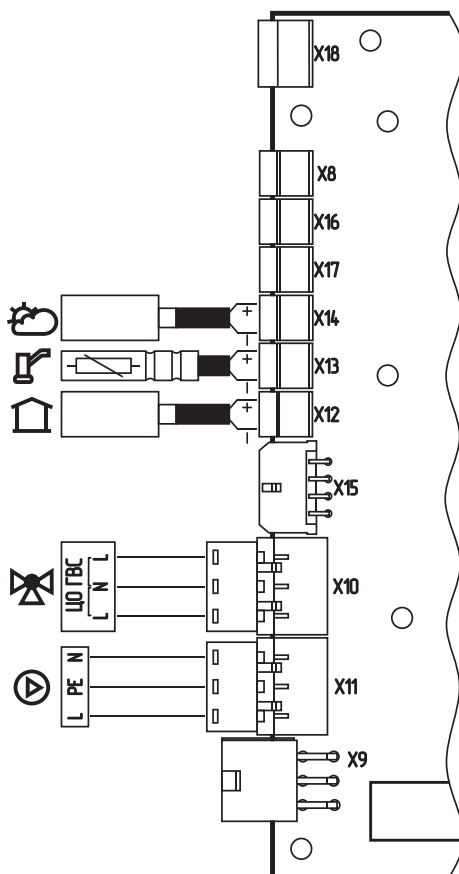 X18
X8
X16
X17
+
−
X14
+
−
X13
+
−
X12
X15
ЦО ГВС
L N L
X10
L PE N
X11
X9